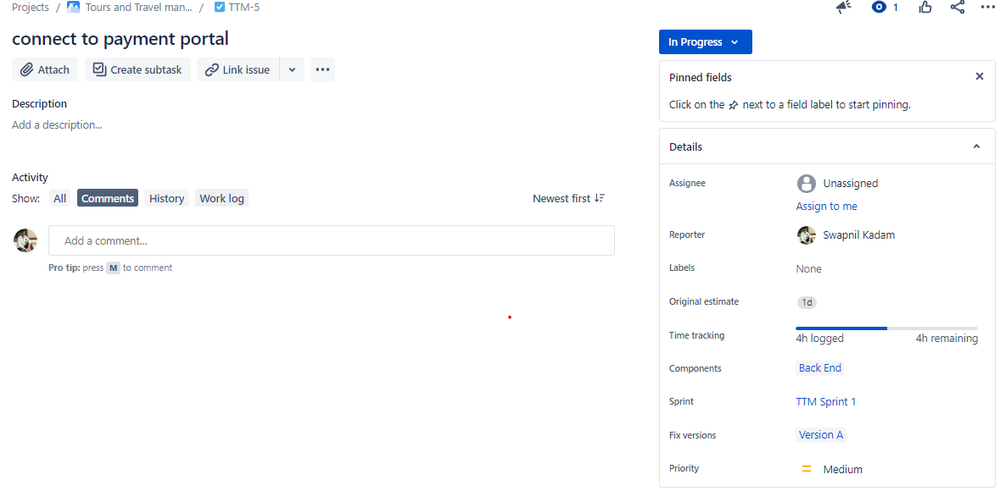 Projects / Tours and Travel man... / TTM-5
1
connect to payment portal
Attach
Create subtask
Link issue
Description
Add a description...
Activity
Show: All Comments History Work log
Newest first
Add a comment...
Pro tip: press M to comment
In Progress
Pinned fields
Click on the next to a field label to start pinning.
Details
Assignee Unassigned
Assign to me
Reporter Swapnil Kadam
Labels None
Original estimate 1d
Time tracking 4h logged 4h remaining
Components Back End
Sprint TTM Sprint 1
Fix versions Version A
Priority Medium